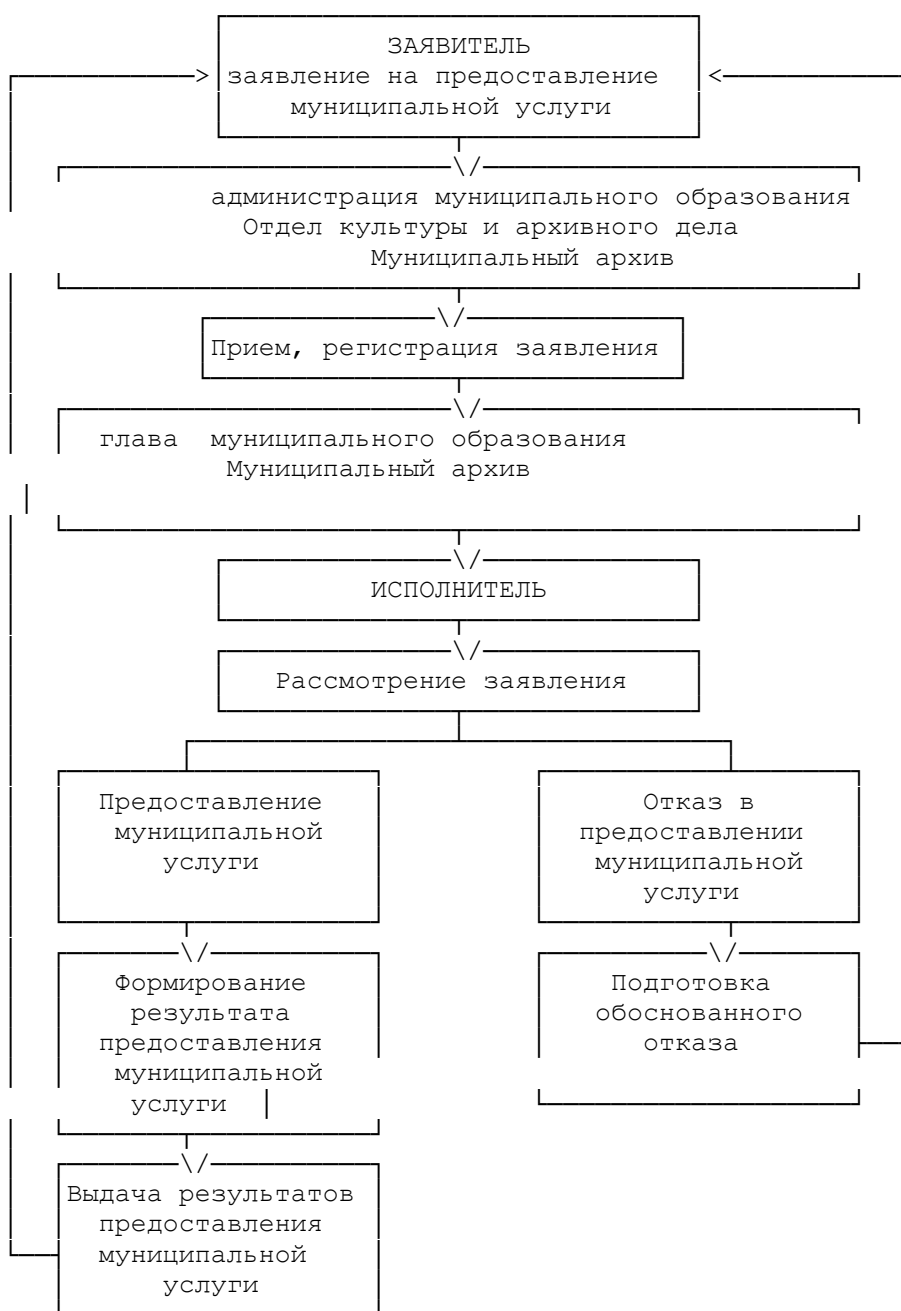 ЗАЯВИТЕЛЬ
заявление на предоставление
муниципальной услуги
администрация муниципального образования
Отдел культуры и архивного дела
Муниципальный архив
Прием, регистрация заявления
глава муниципального образования
Муниципальный архив
ИСПОЛНИТЕЛЬ
Рассмотрение заявления
Предоставление
муниципальной
услуги
Отказ в
предоставлении
муниципальной
услуги
Формирование
результата
предоставления
муниципальной
услуги
Подготовка
обоснованного
отказа
Выдача результатов
предоставления
муниципальной
услуги